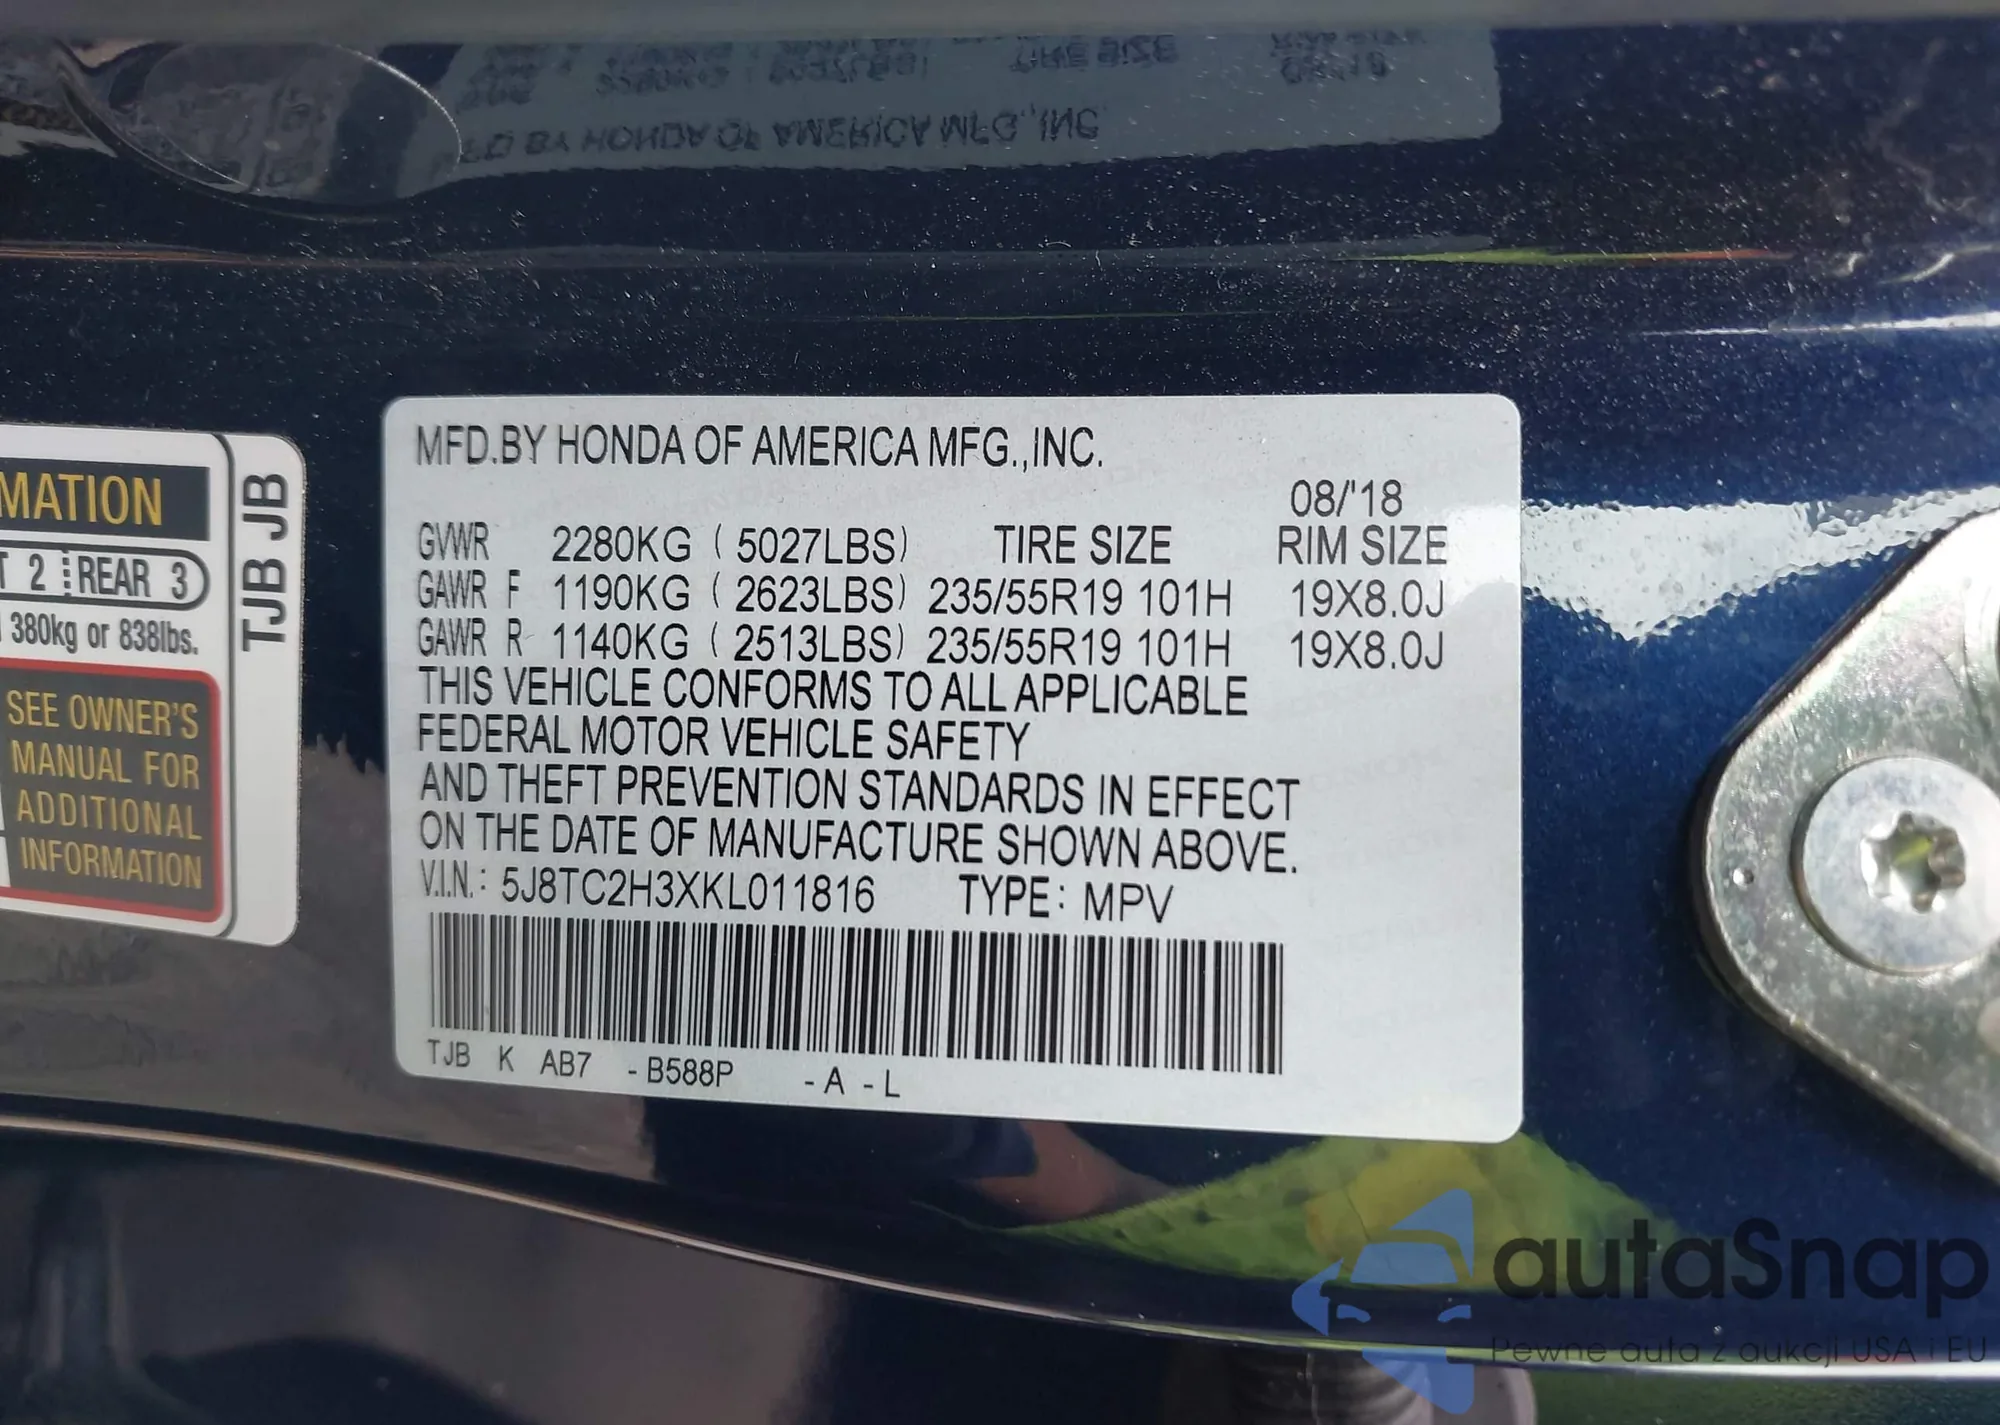 MFD.BY HONDA OF AMERICA MFG.,INC.
08/'18
GVWR 2280KG ( 5027LBS) TIRE SIZE RIM SIZE
GAWR F 1190KG ( 2623LBS) 235/55R19 101H 19X8.0J
GAWR R 1140KG ( 2513LBS) 235/55R19 101H 19X8.0J
THIS VEHICLE CONFORMS TO ALL APPLICABLE
FEDERAL MOTOR VEHICLE SAFETY
AND THEFT PREVENTION STANDARDS IN EFFECT
ON THE DATE OF MANUFACTURE SHOWN ABOVE.
V.I.N.: 5J8TC2H3XKL011816 TYPE: MPV
TJB K AB7 -B588P -A -L
MATION
T 2 REAR 3
380kg or 838lbs.
SEE OWNER'S
MANUAL FOR
ADDITIONAL
INFORMATION
TJB JB
autaSnap
Pewne auta z aukcji USA i EU